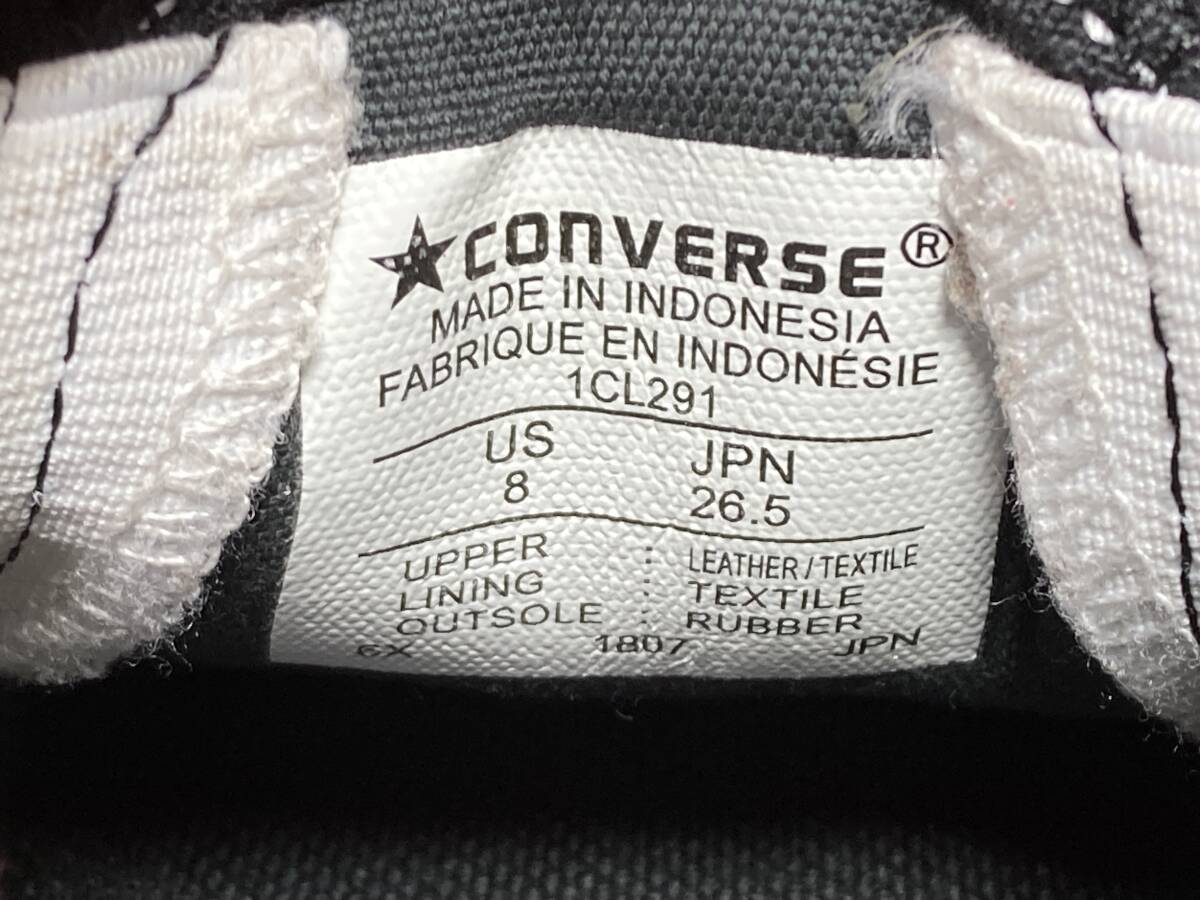 ★CONVERSE®
MADE IN INDONESIA
FABRIQUE EN INDONÉSIE
1CL291
US JPN
8 26.5
UPPER : LEATHER/TEXTILE
LINING : TEXTILE
OUTSOLE : RUBBER
6X 1807 JPN